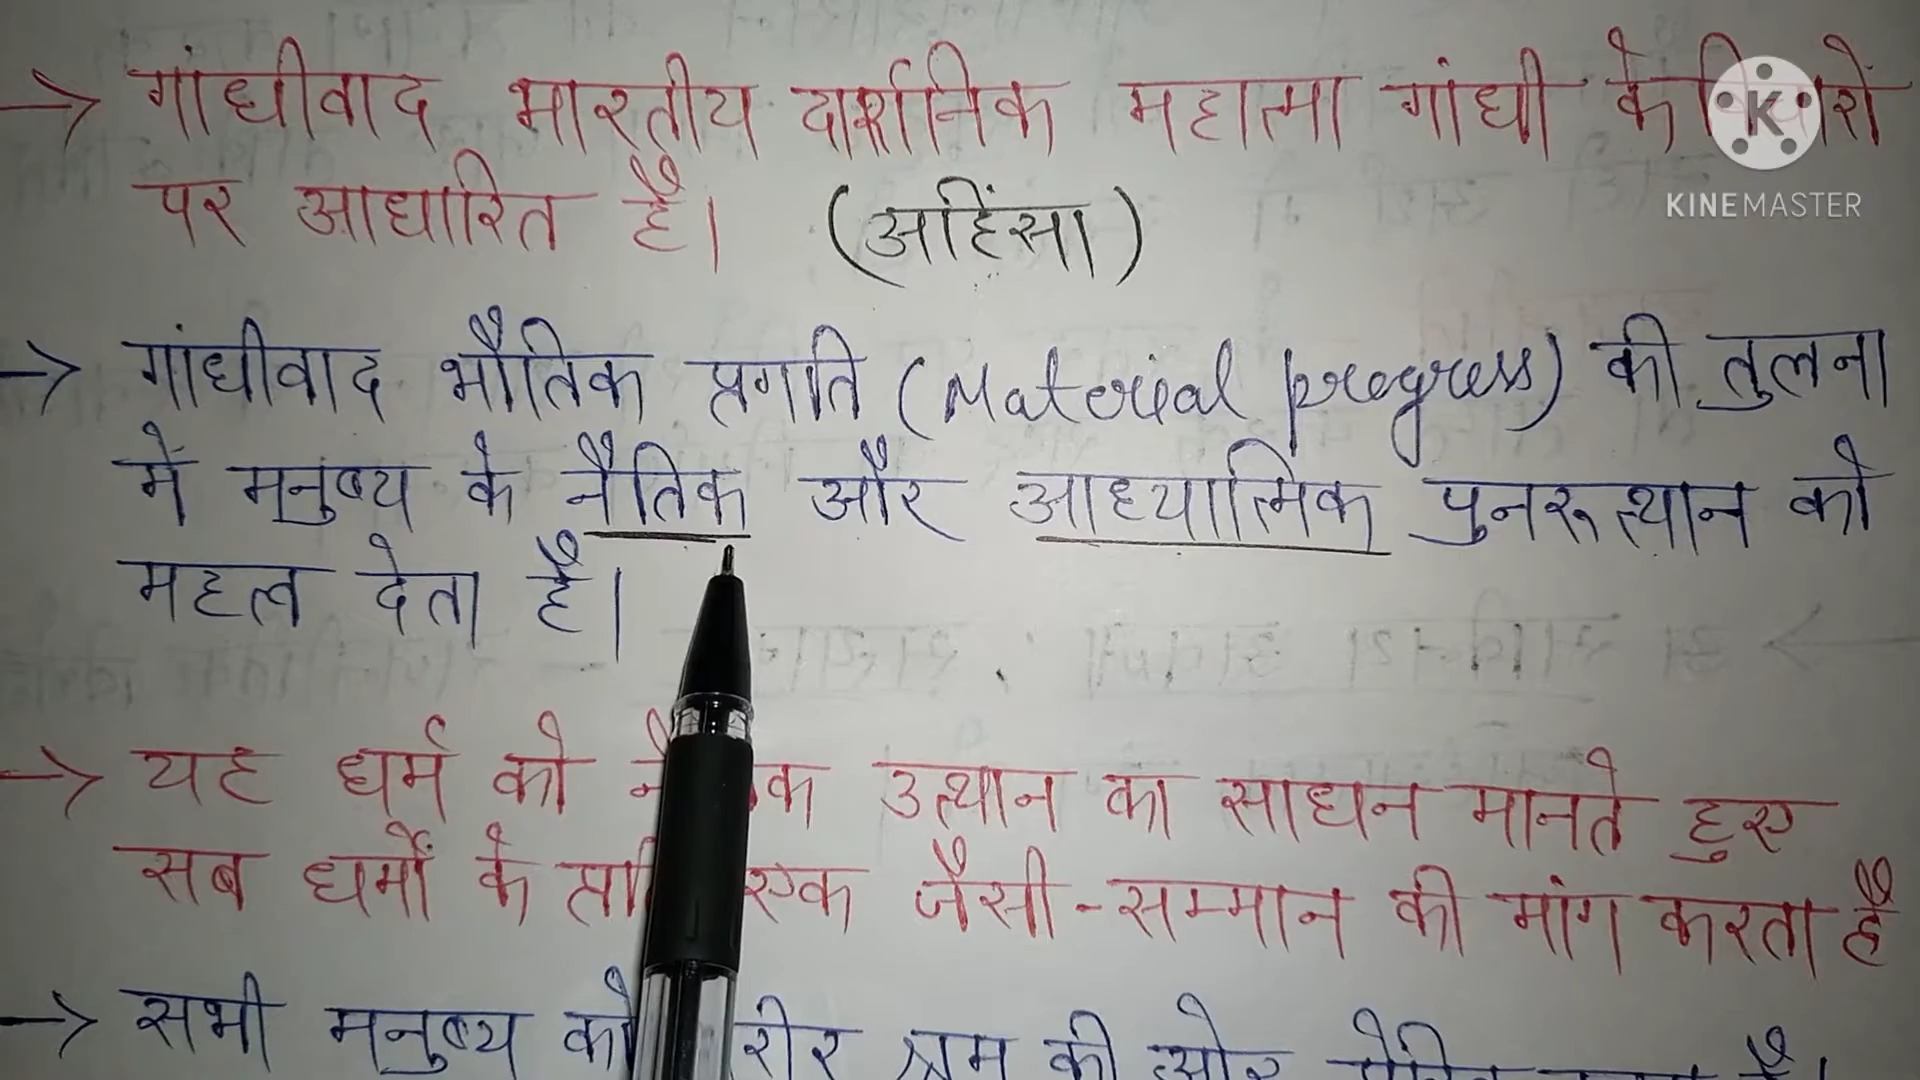 → गांधीवाद भारतीय दार्शनिक महात्मा गांधी के
पर आधारित है। (अहिंसा)
KINEMASTER
→ गांधीवाद भौतिक प्रगति (Material progress) की तुलना
में मनुष्य के नैतिक और आध्यात्मिक पुनरुत्थान को
महत्व देता है।
→ यह धर्म को उत्थान का साधन मानते हुए
सब धर्मों के एक जैसी-सम्मान की मांग करता है
→ सभी मनुष्य को श्रम की ओर है।